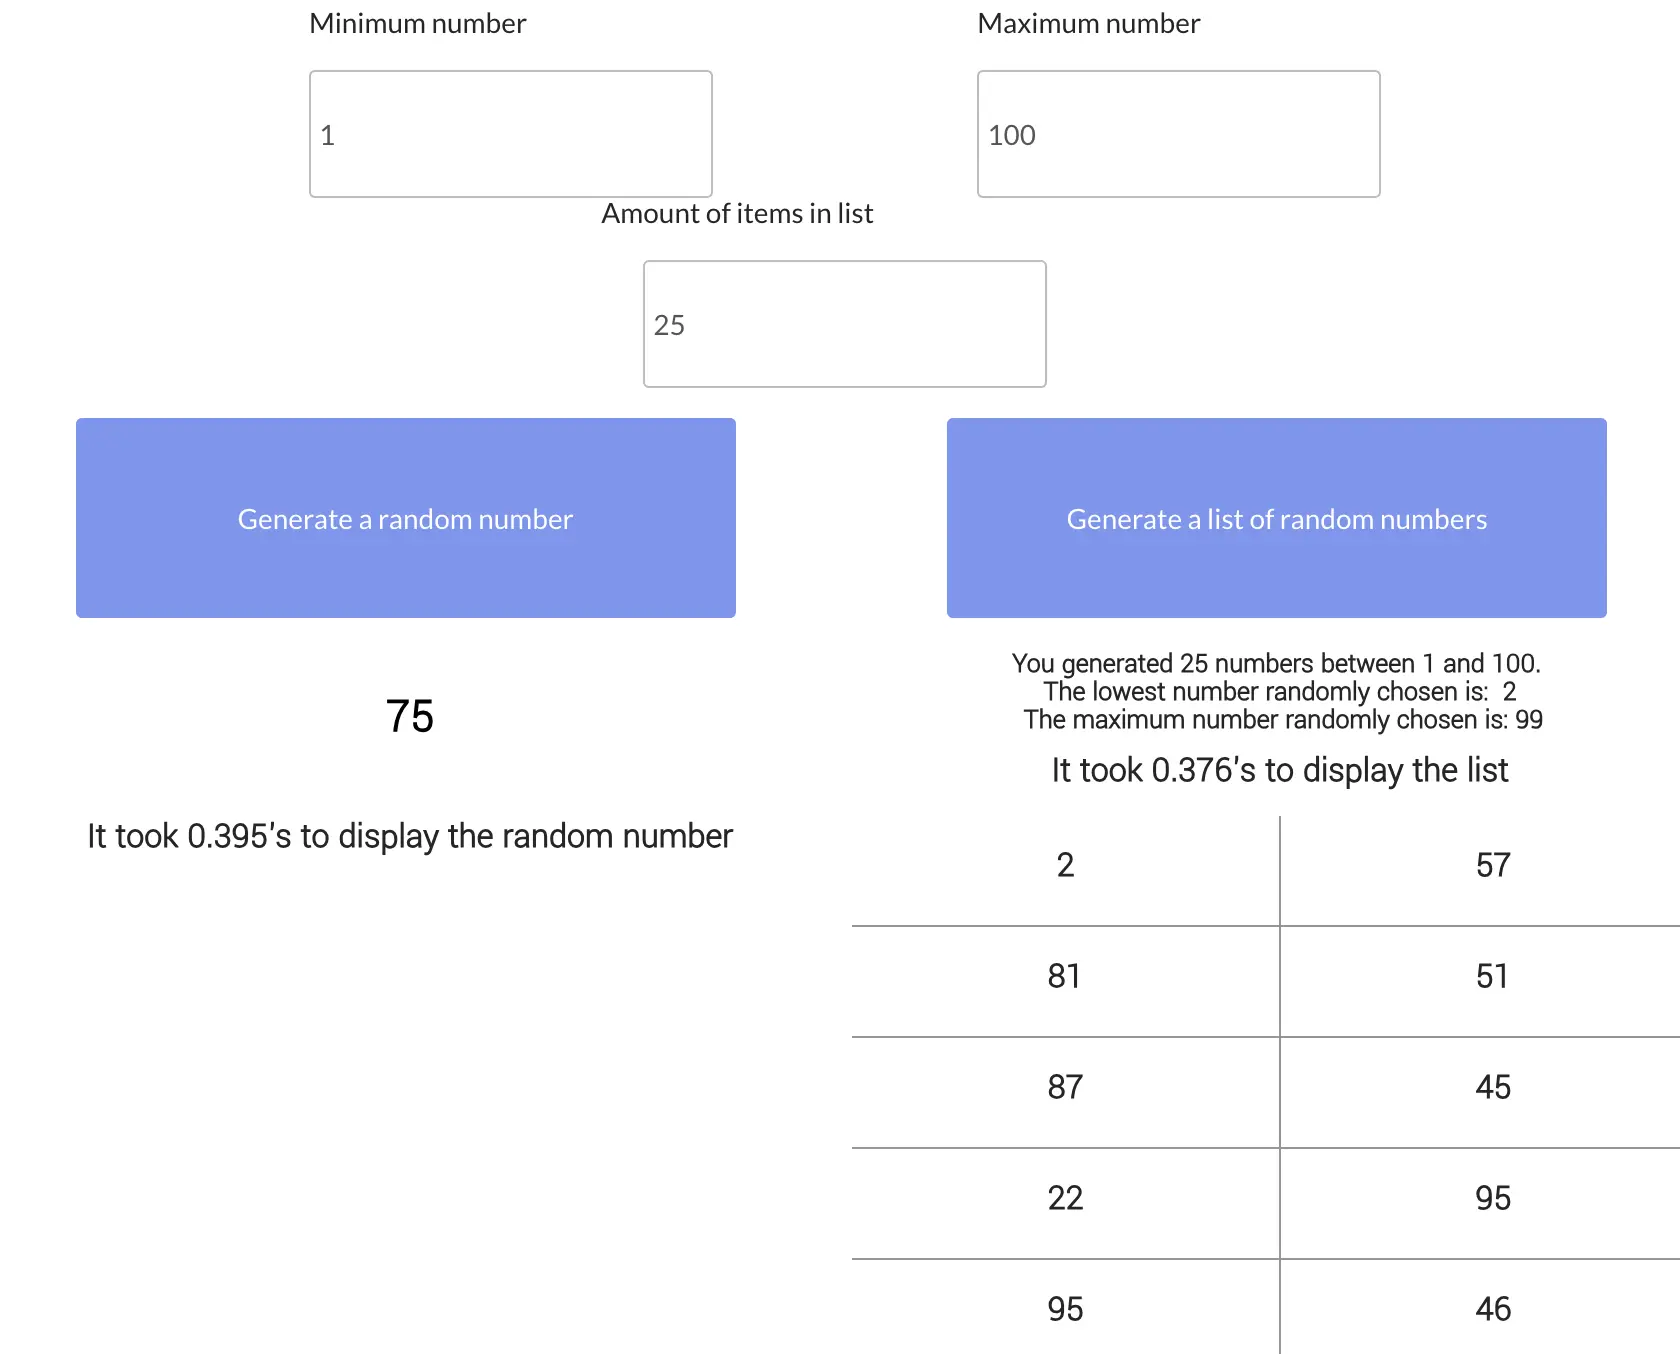 Minimum number
Maximum number
1
100
Amount of items in list
25
Generate a random number
Generate a list of random numbers
You generated 25 numbers between 1 and 100.
The lowest number randomly chosen is:  2
The maximum number randomly chosen is: 99
75
It took 0.376's to display the list
It took 0.395's to display the random number
2 57
81 51
87 45
22 95
95 46